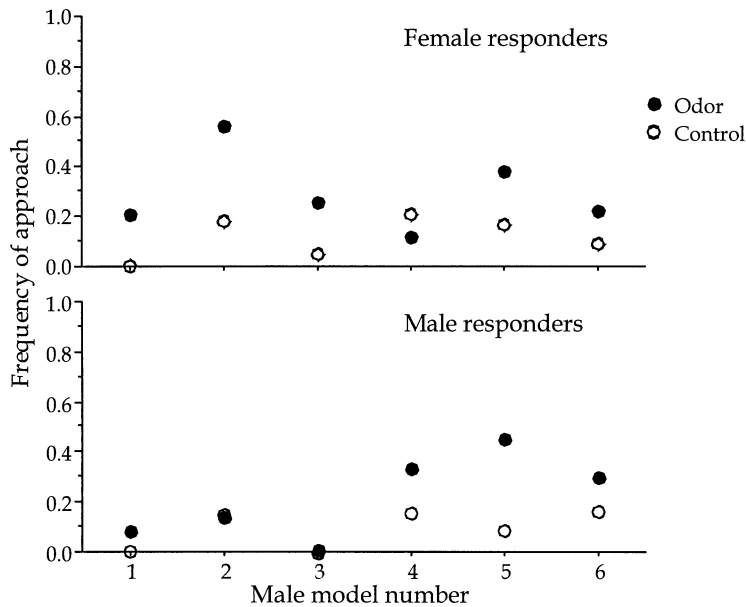 Female responders
Odor
Control
Frequency of approach
1.0
0.8
0.6
0.4
0.2
0.0
Male responders
1.0
0.8
0.6
0.4
0.2
0.0
1 2 3 4 5 6
Male model number